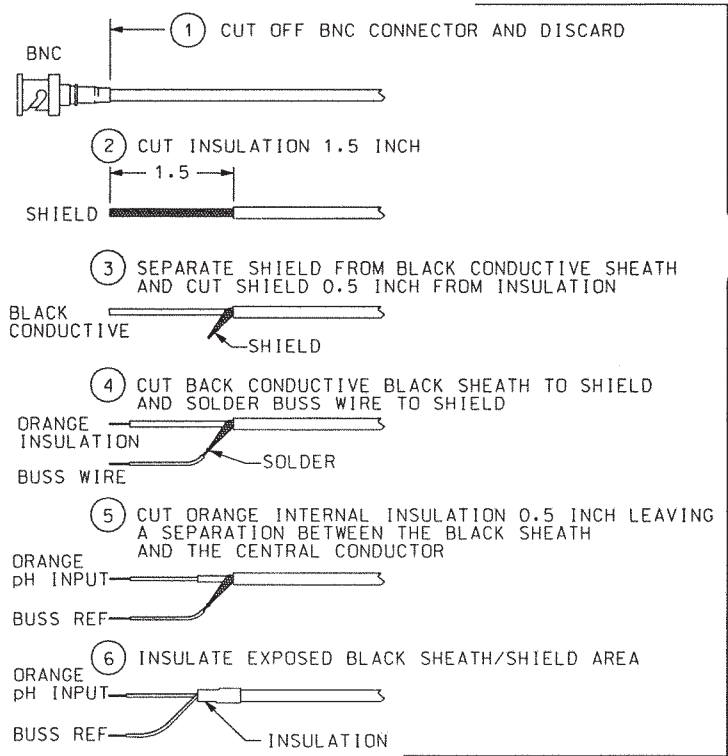 1 CUT OFF BNC CONNECTOR AND DISCARD
BNC
2 CUT INSULATION 1.5 INCH
1.5
SHIELD
3 SEPARATE SHIELD FROM BLACK CONDUCTIVE SHEATH
AND CUT SHIELD 0.5 INCH FROM INSULATION
BLACK
CONDUCTIVE
SHIELD
4 CUT BACK CONDUCTIVE BLACK SHEATH TO SHIELD
AND SOLDER BUSS WIRE TO SHIELD
ORANGE
INSULATION
SOLDER
BUSS WIRE
5 CUT ORANGE INTERNAL INSULATION 0.5 INCH LEAVING
A SEPARATION BETWEEN THE BLACK SHEATH
AND THE CENTRAL CONDUCTOR
ORANGE
pH INPUT
BUSS REF
6 INSULATE EXPOSED BLACK SHEATH/SHIELD AREA
ORANGE
pH INPUT
BUSS REF
INSULATION